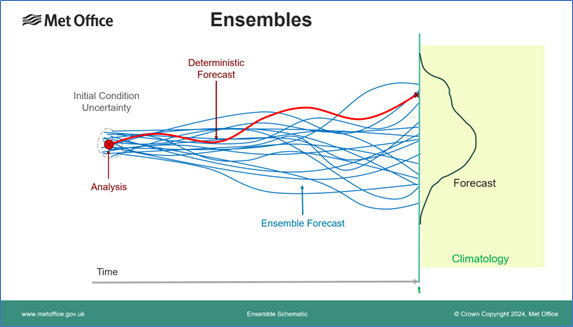 Met Office
Ensembles
Deterministic
Forecast
Initial Condition
Uncertainty
Analysis
Ensemble Forecast
Forecast
Climatology
Time
t
www.metoffice.gov.uk
Ensemble Schematic
© Crown Copyright 2024, Met Office